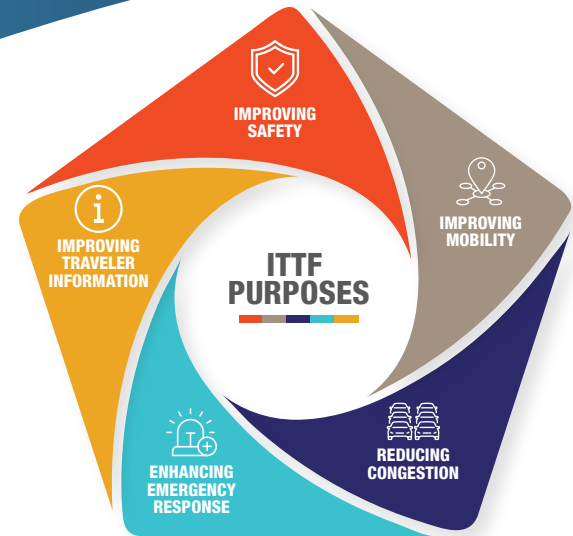 IMPROVING
SAFETY
IMPROVING
MOBILITY
REDUCING
CONGESTION
ENHANCING
EMERGENCY
RESPONSE
IMPROVING
TRAVELER
INFORMATION
ITTF
PURPOSES